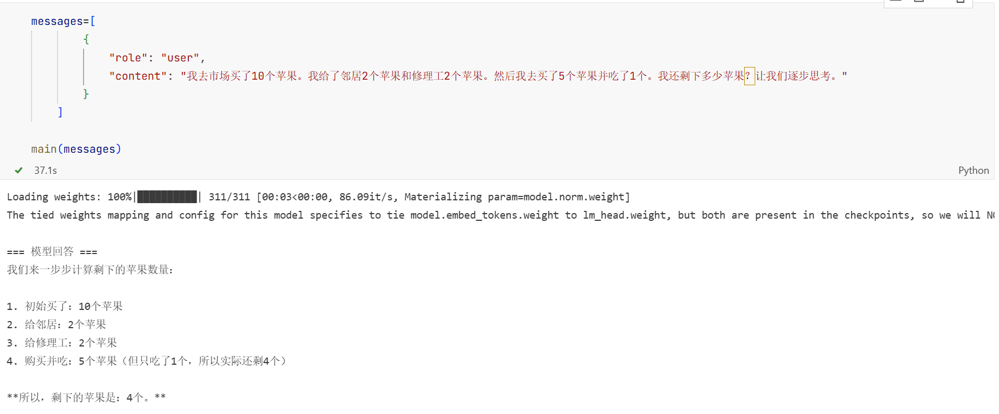 messages=[
{
"role": "user",
"content": "我去市场买了10个苹果。我给了邻居2个苹果和修理工2个苹果。然后我去买了5个苹果并吃了1个。我还剩下多少苹果？让我们逐步思考。"
}
]
main(messages)
37.1s
Python
Loading weights: 100%|██████████| 311/311 [00:03<00:00, 86.09it/s, Materializing param=model.norm.weight]
The tied weights mapping and config for this model specifies to tie model.embed_tokens.weight to lm_head.weight, but both are present in the checkpoints, so we will
=== 模型回答 ===
我们来一步步计算剩下的苹果数量：
1. 初始买了：10个苹果
2. 给邻居：2个苹果
3. 给修理工：2个苹果
4. 购买并吃：5个苹果（但只吃了1个，所以实际还剩4个）
**所以，剩下的苹果是：4个。**